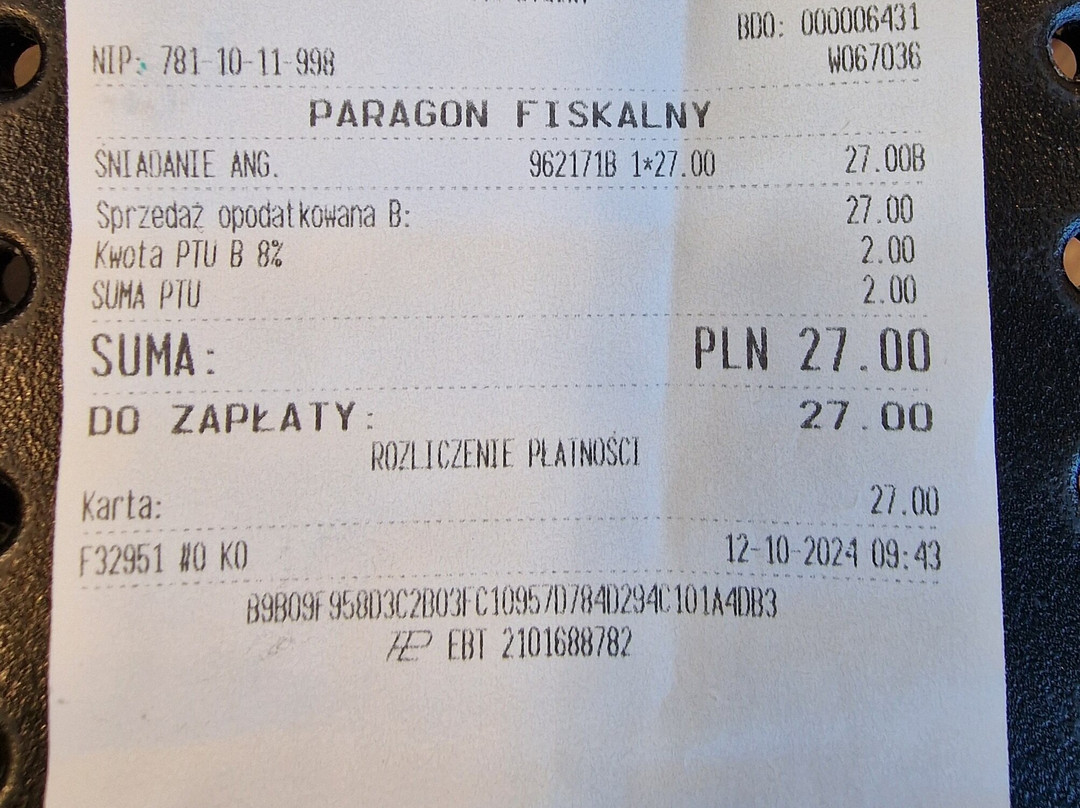 BDO: 000006431
NIP: 781-10-11-998 W067036
PARAGON FISKALNY
ŚNIADANIE ANG. 962171B 1*27.00 27.00B
Sprzedaż opodatkowana B: 27.00
Kwota PTU B 8% 2.00
SUMA PTU 2.00
SUMA: PLN 27.00
DO ZAPŁATY: 27.00
ROZLICZENIE PŁATNOŚCI
Karta: 27.00
F32951 #0 KO 12-10-2024 09:43
B9B09F958D3C2B03FC10957D784D294C101A4DB3
EBT 2101688782